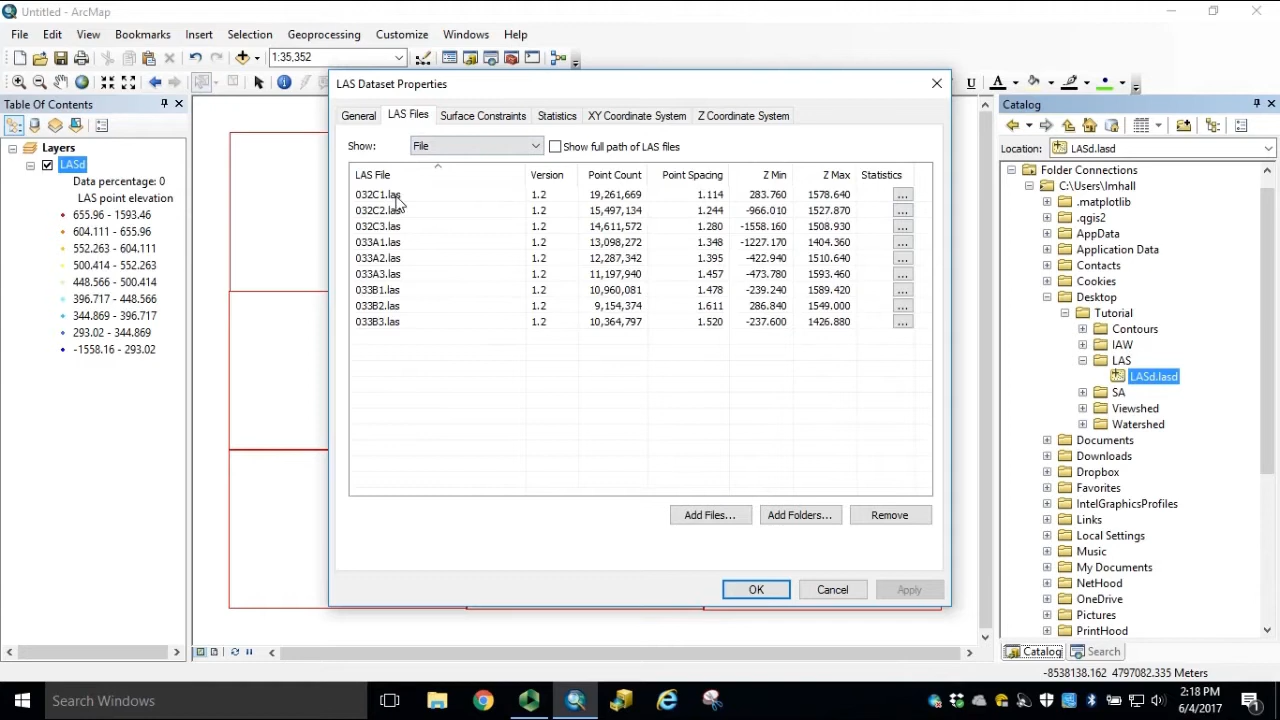 Untitled - ArcMap
File Edit View Bookmarks Insert Selection Geoprocessing Customize Windows Help
1:35,352
Table Of Contents
Layers
LASd
Data percentage: 0
LAS point elevation
655.96 - 1593.46
604.111 - 655.96
552.263 - 604.111
500.414 - 552.263
448.566 - 500.414
396.717 - 448.566
344.869 - 396.717
293.02 - 344.869
-1558.16 - 293.02
LAS Dataset Properties
General LAS Files Surface Constraints Statistics XY Coordinate System Z Coordinate System
Show: File Show full path of LAS files
LAS File Version Point Count Point Spacing Z Min Z Max Statistics
032C1.las 1.2 19,261,669 1.114 283.760 1578.640 ...
032C2.las 1.2 15,497,134 1.244 -966.010 1527.870 ...
032C3.las 1.2 14,611,572 1.280 -1558.160 1508.930 ...
033A1.las 1.2 13,098,272 1.348 -1227.170 1404.360 ...
033A2.las 1.2 12,287,342 1.395 -422.940 1510.640 ...
033A3.las 1.2 11,197,940 1.457 -473.780 1593.460 ...
033B1.las 1.2 10,960,081 1.478 -239.240 1589.420 ...
033B2.las 1.2 9,154,374 1.611 286.840 1549.000 ...
033B3.las 1.2 10,364,797 1.520 -237.600 1426.880 ...
Add Files... Add Folders... Remove
OK Cancel Apply
U A
Catalog
Location: LASd.lasd
Folder Connections
C:\Users\lmhall
.matplotlib
.qgis2
AppData
Application Data
Contacts
Cookies
Desktop
Tutorial
Contours
IAW
LAS
LASd.lasd
SA
Viewshed
Watershed
Documents
Downloads
Dropbox
Favorites
IntelGraphicsProfiles
Links
Local Settings
Music
My Documents
NetHood
OneDrive
Pictures
PrintHood
Catalog Search
-8538138.162 4797082.335 Meters
Search Windows
2:18 PM
6/4/2017
1